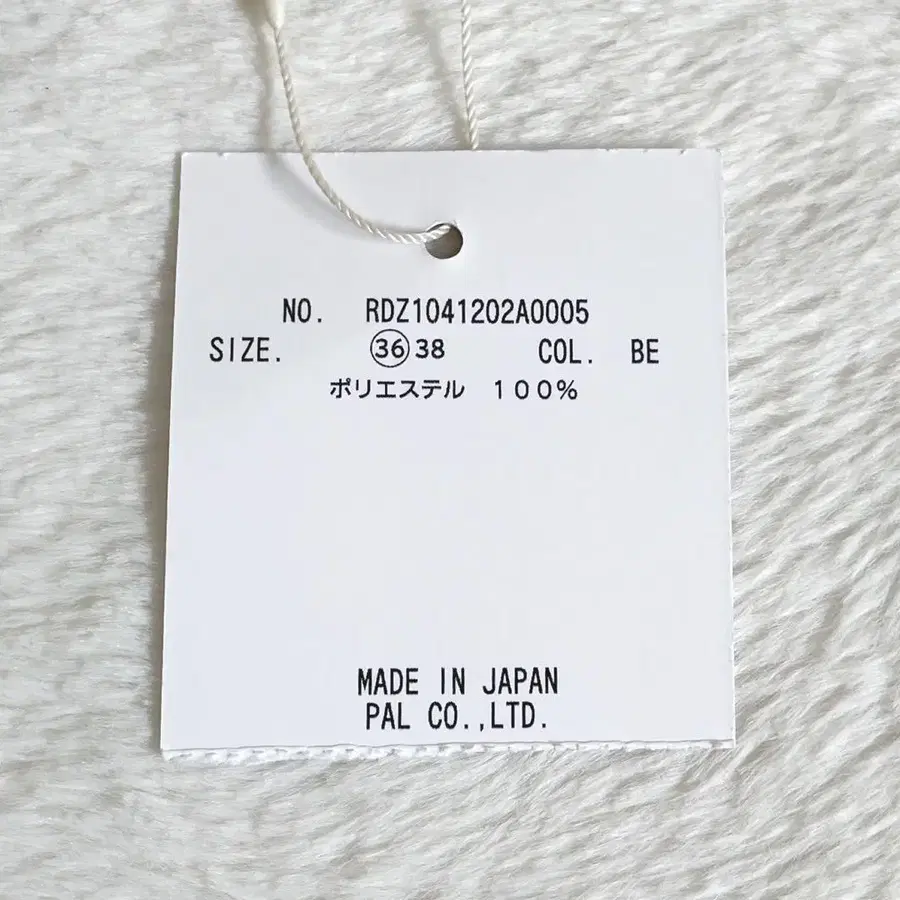 NO. RDZ1041202A0005
SIZE. ㊱ 38 COL. BE
ポリエステル 100%
MADE IN JAPAN
PAL CO.,LTD.